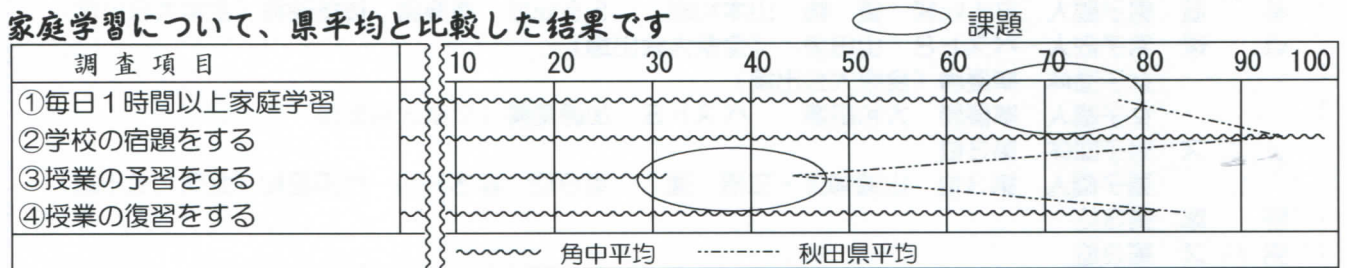 家庭学習について、県平均と比較した結果です 課題
調査項目 10 20 30 40 50 60 70 80 90 100
①毎日1時間以上家庭学習
②学校の宿題をする
③授業の予習をする
④授業の復習をする
角中平均 秋田県平均